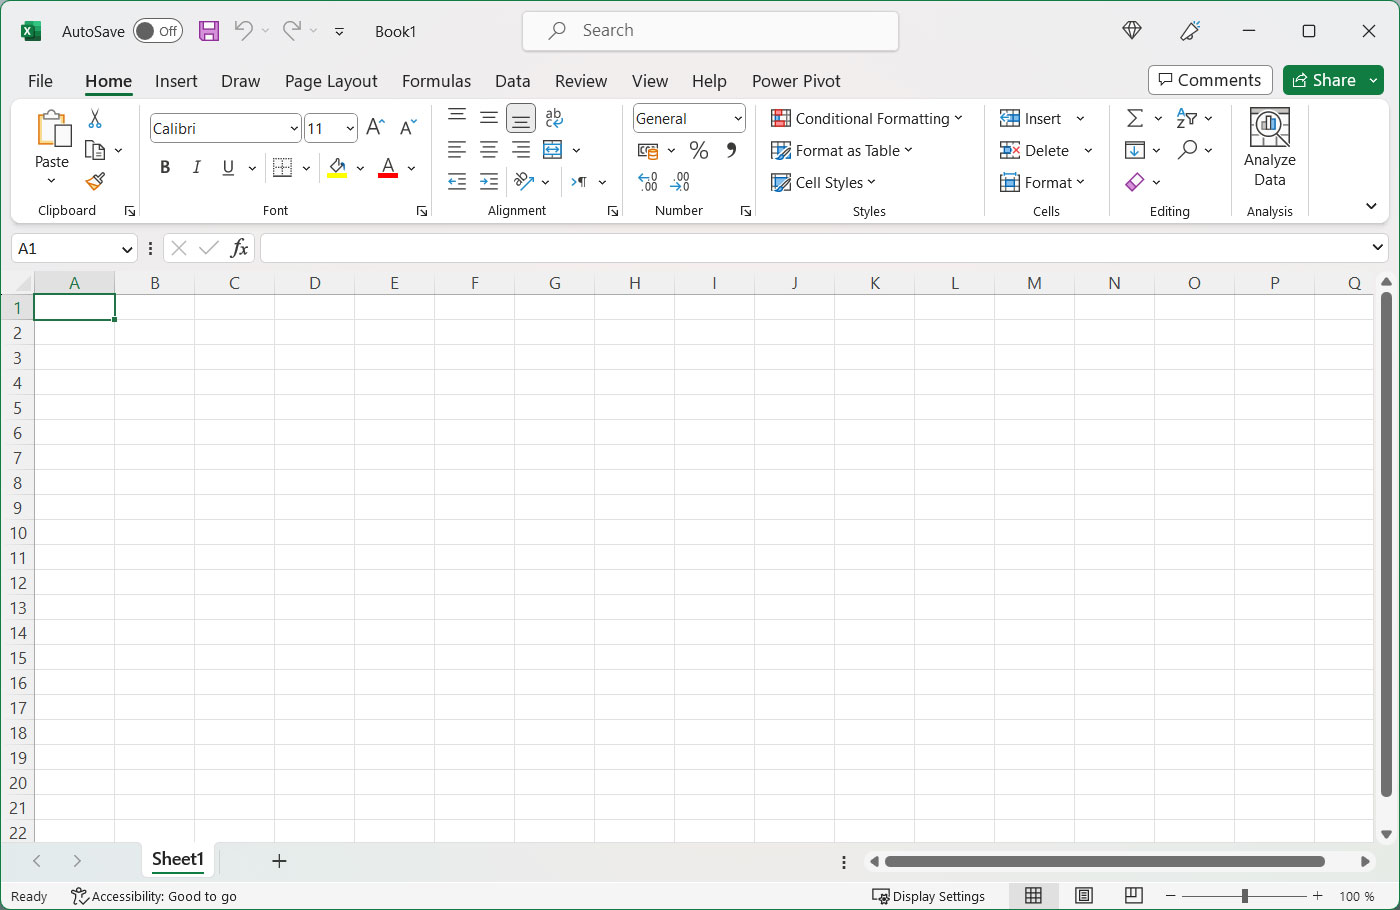 AutoSave Off Book1 Search
File Home Insert Draw Page Layout Formulas Data Review View Help Power Pivot Comments Share
Paste
Clipboard
Calibri 11
B I U A
Font
ab
Alignment
General
% 9
.00 .00
Number
Conditional Formatting
Format as Table
Cell Styles
Styles
Insert
Delete
Format
Cells
Editing
Analyze
Data
Analysis
A1 fx
A B C D E F G H I J K L M N O P Q
1
2
3
4
5
6
7
8
9
10
11
12
13
14
15
16
17
18
19
20
21
22
Sheet1
Ready Accessibility: Good to go Display Settings 100 %